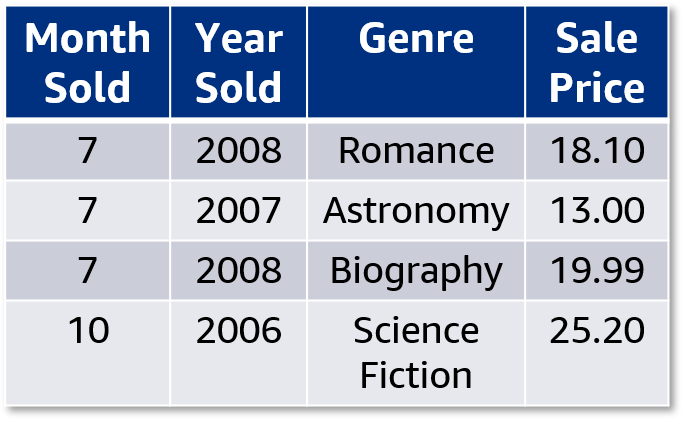 Month Sold Year Sold Genre Sale Price
7 2008 Romance 18.10
7 2007 Astronomy 13.00
7 2008 Biography 19.99
10 2006 Science Fiction 25.20